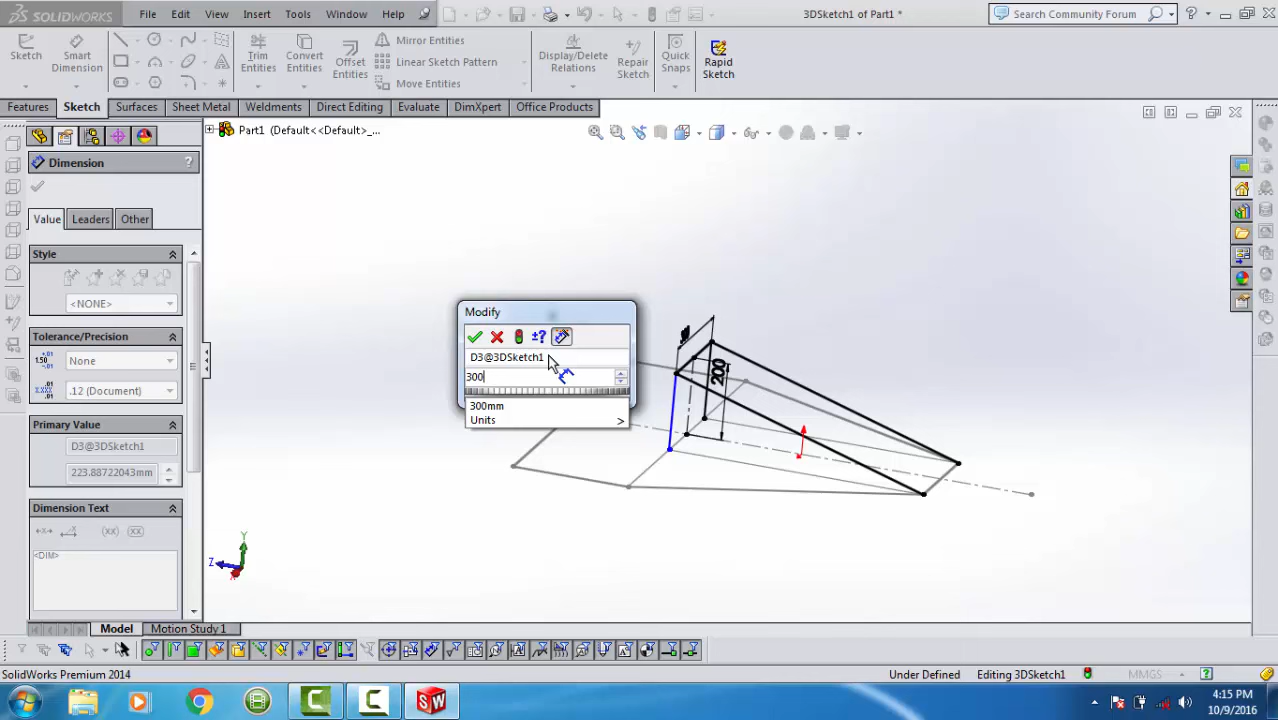 SOLIDWORKS File Edit View Insert Tools Window Help 3DSketch1 of Part1 * Search Community Forum ?
Sketch Smart Dimension Trim Entities Convert Entities Offset Entities Mirror Entities Linear Sketch Pattern Move Entities Display/Delete Relations Repair Sketch Quick Snaps Rapid Sketch
Features Sketch Surfaces Sheet Metal Weldments Direct Editing Evaluate DimXpert Office Products
Part1 (Default<<Default>_...
Dimension ?
Value Leaders Other
Style
<NONE>
Tolerance/Precision
None
.12 (Document)
Primary Value
D3@3DSketch1
223.88722043mm
Dimension Text
(xx)
<DIM>
Modify
±?
D3@3DSketch1
300
300mm
Units >
200
Y
Z
X
Model Motion Study 1
SolidWorks Premium 2014 Under Defined Editing 3DSketch1 MMGS ?
4:15 PM
10/9/2016